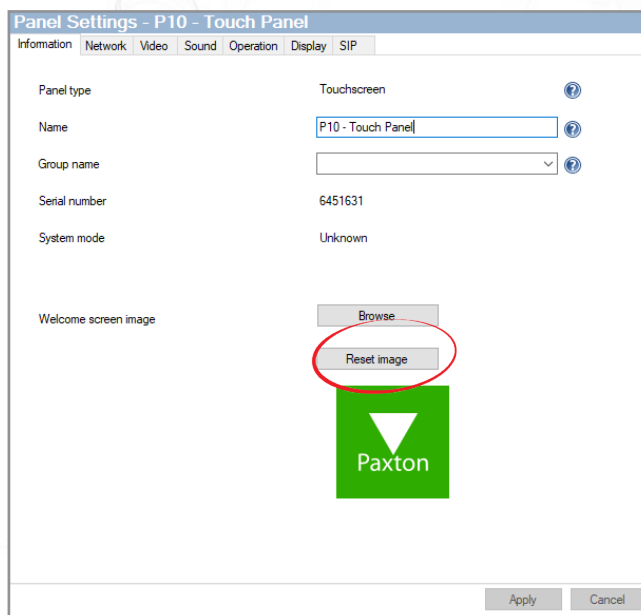 Panel Settings - P10 - Touch Panel
Information Network Video Sound Operation Display SIP
Panel type Touchscreen ?
Name P10 - Touch Panel ?
Group name ?
Serial number 6451631
System mode Unknown
Welcome screen image Browse
Reset image
Paxton
Apply Cancel